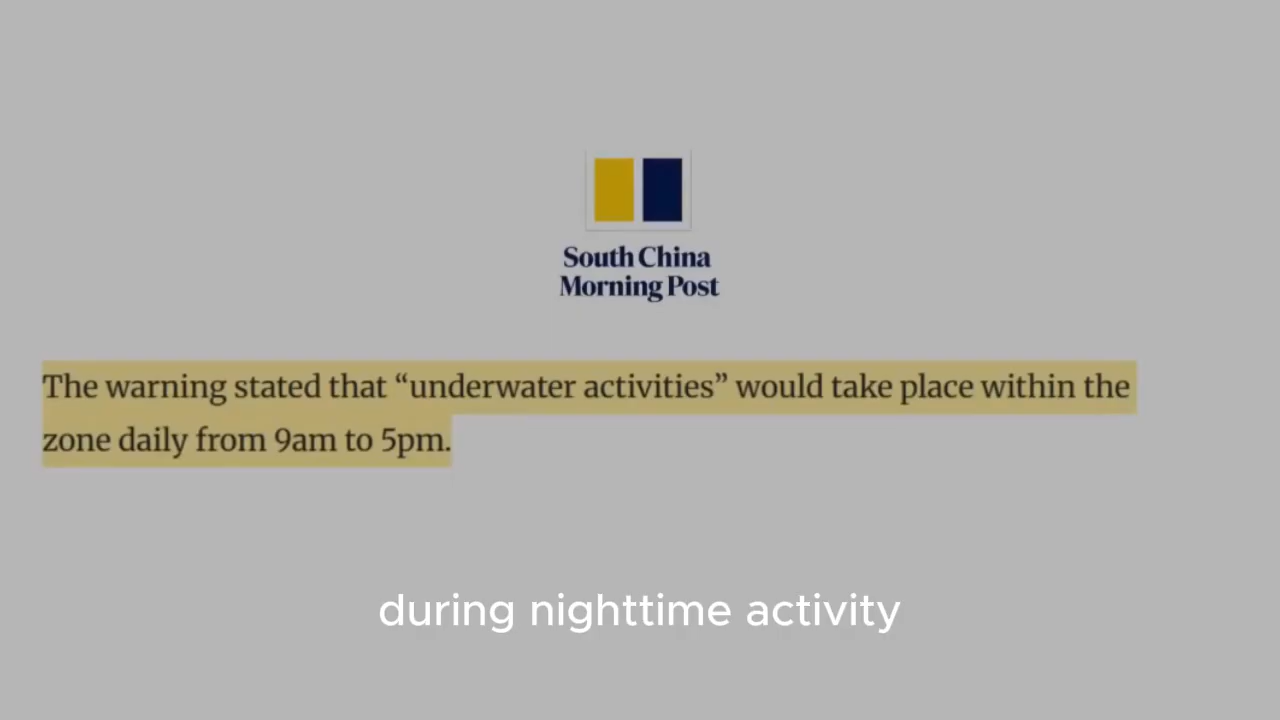 South China
Morning Post
The warning stated that “underwater activities” would take place within the
zone daily from 9am to 5pm.
during nighttime activity